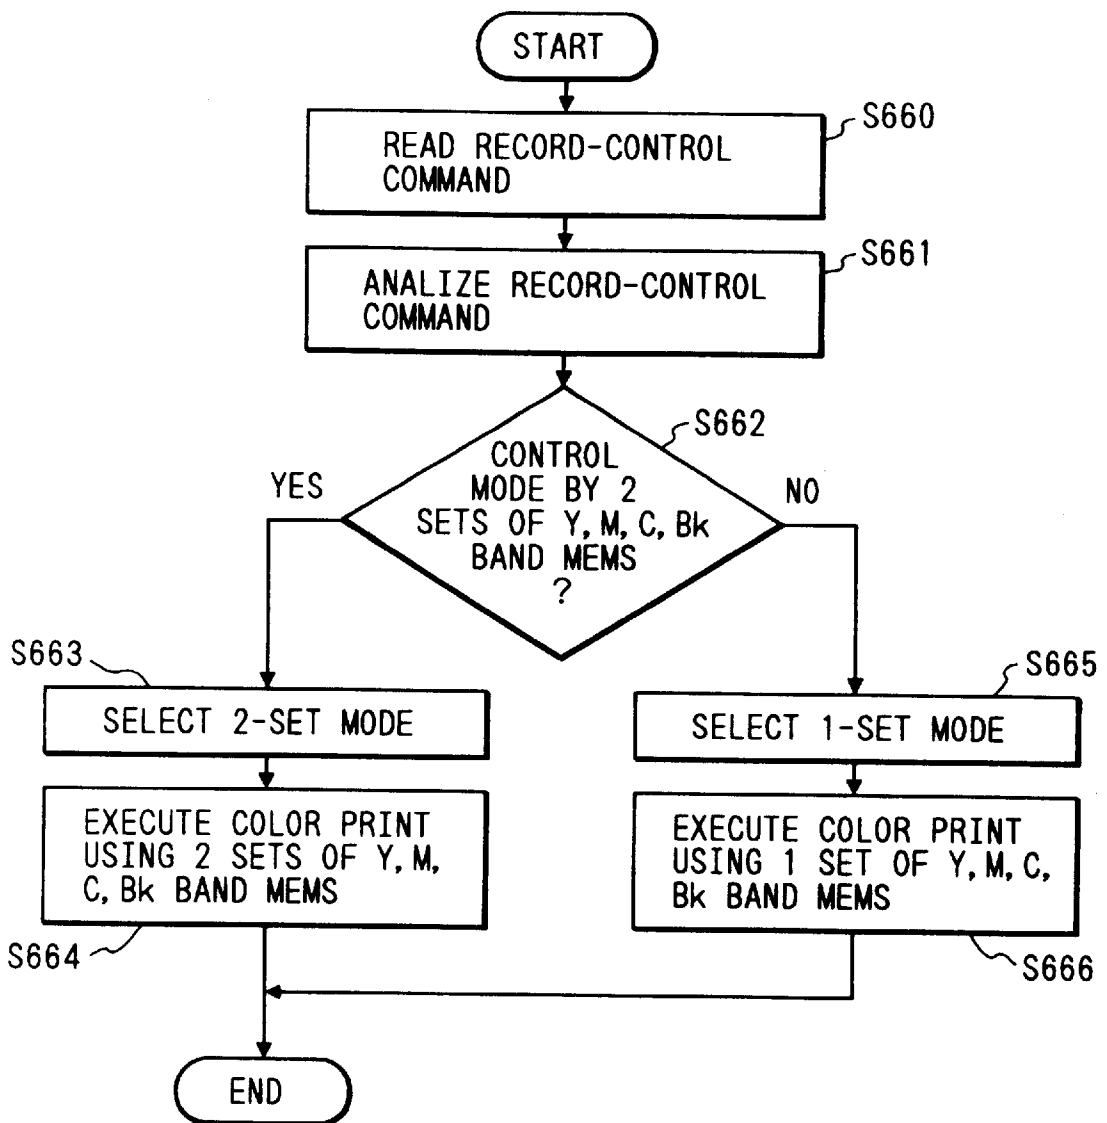 START
S660
READ RECORD-CONTROL
COMMAND
S661
ANALIZE RECORD-CONTROL
COMMAND
S662
CONTROL
MODE BY 2
SETS OF Y, M, C, Bk
BAND MEMS
?
YES
NO
S663
SELECT 2-SET MODE
S665
SELECT 1-SET MODE
EXECUTE COLOR PRINT
USING 2 SETS OF Y, M,
C, Bk BAND MEMS
S664
EXECUTE COLOR PRINT
USING 1 SET OF Y, M, C,
Bk BAND MEMS
S666
END